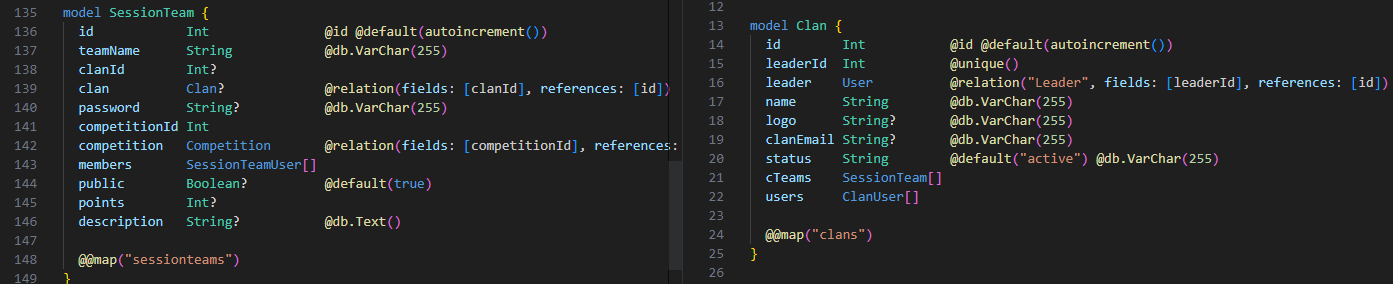 135 model SessionTeam {
136 id Int @id @default(autoincrement())
137 teamName String @db.VarChar(255)
138 clanId Int?
139 clan Clan? @relation(fields: [clanId], references: [id])
140 password String? @db.VarChar(255)
141 competitionId Int
142 competition Competition @relation(fields: [competitionId], references:
143 members SessionTeamUser[]
144 public Boolean? @default(true)
145 points Int?
146 description String? @db.Text()
147
148 @@map("sessionteams")
149 }
12
13 model Clan {
14 id Int @id @default(autoincrement())
15 leaderId Int @unique()
16 leader User @relation("Leader", fields: [leaderId], references: [id])
17 name String @db.VarChar(255)
18 logo String? @db.VarChar(255)
19 clanEmail String? @db.VarChar(255)
20 status String @default("active") @db.VarChar(255)
21 cTeams SessionTeam[]
22 users ClanUser[]
23
24 @@map("clans")
25 }
26